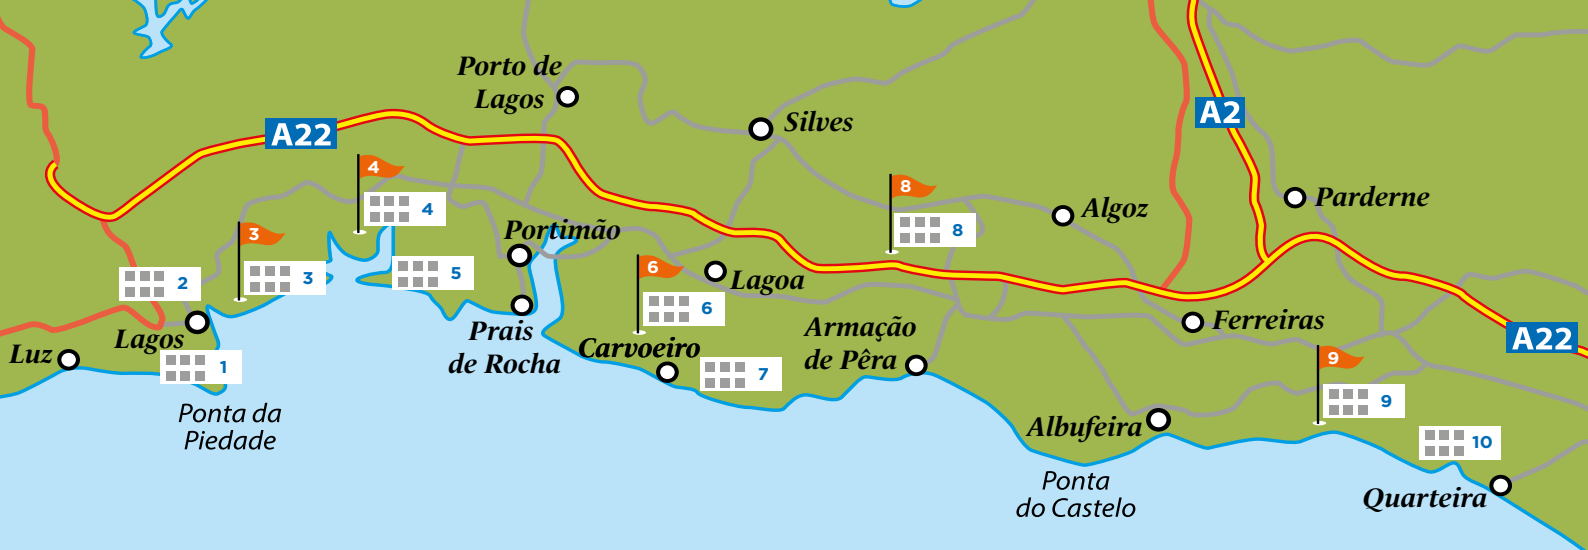 Porto de
Lagos
Silves
A2
A22
4
4
8
8
Parderne
Algoz
3
3
Portimão
2
5
6
6
Lagoa
Lagos
Luz
1
Prais
de Rocha
Carvoeiro
7
Armação
de Pêra
Ferreiras
A22
9
9
Ponta da
Piedade
Albufeira
10
Ponta
do Castelo
Quarteira